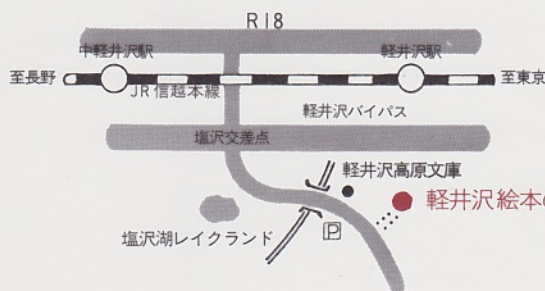 R18
中軽井沢駅
軽井沢駅
至長野
至東京
JR信越本線
軽井沢バイパス
塩沢交差点
軽井沢高原文庫
軽井沢絵本の
塩沢湖レイクランド
P